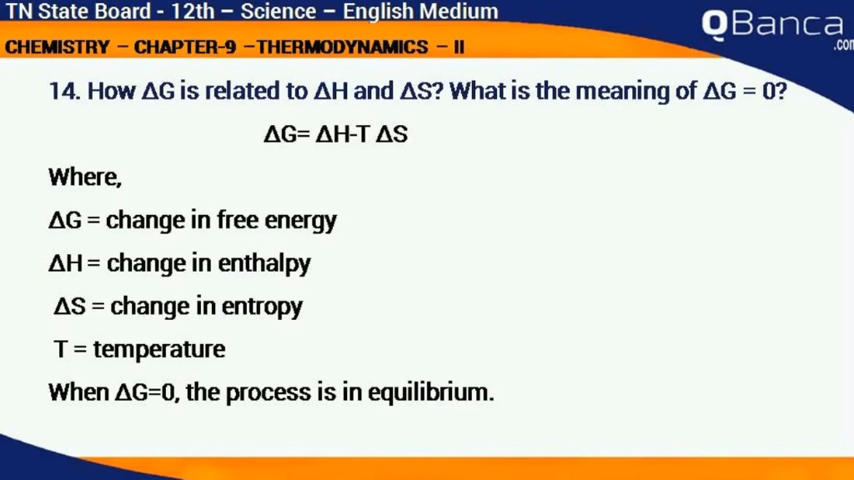 TN State Board - 12th – Science – English Medium
QBanca
.com
CHEMISTRY – CHAPTER-9 –THERMODYNAMICS – II
14. How ΔG is related to ΔH and ΔS? What is the meaning of ΔG = 0?
ΔG= ΔH-T ΔS
Where,
ΔG = change in free energy
ΔH = change in enthalpy
ΔS = change in entropy
T = temperature
When ΔG=0, the process is in equilibrium.